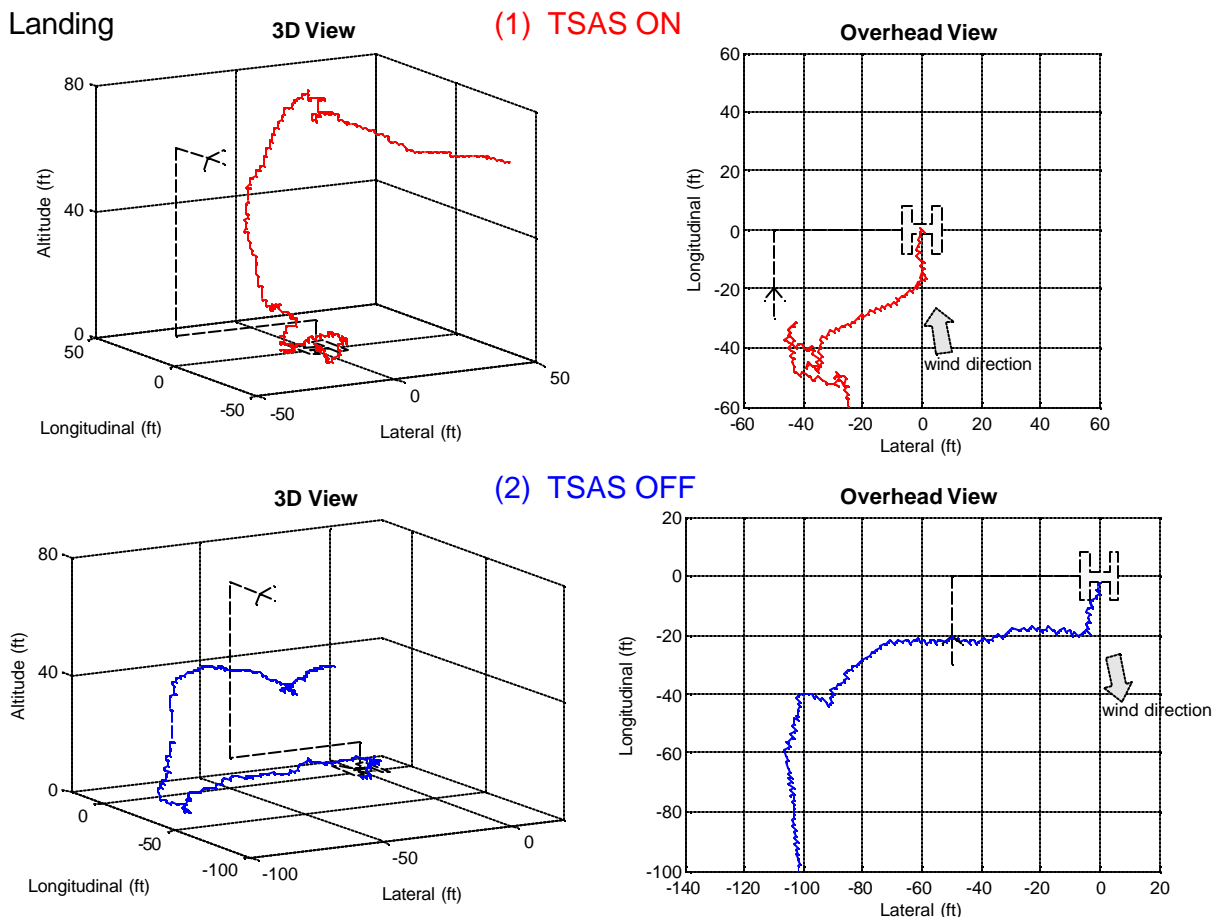 Landing
(1) TSAS ON
3D View
80
40
0
Altitude (ft)
50
0
-50
Longitudinal (ft)
-50
0
50
Lateral (ft)
Overhead View
60
40
20
0
-20
-40
-60
Longitudinal (ft)
H
wind direction
-60
-40
-20
0
20
40
60
Lateral (ft)
(2) TSAS OFF
3D View
80
40
0
Altitude (ft)
0
-50
-100
Longitudinal (ft)
-100
-50
0
Lateral (ft)
Overhead View
20
0
-20
-40
-60
-80
-100
Longitudinal (ft)
H
wind direction
-140
-120
-100
-80
-60
-40
-20
0
20
Lateral (ft)